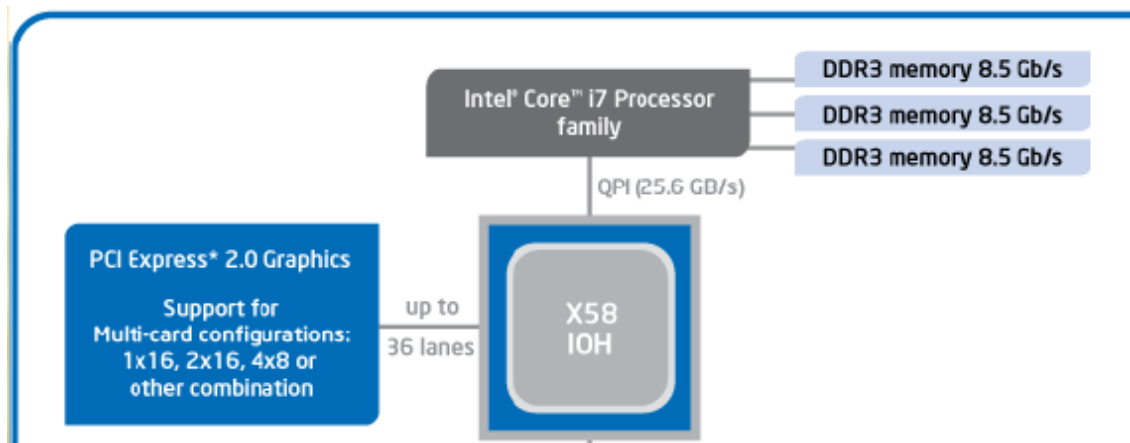 Intel® Core™ i7 Processor
family
DDR3 memory 8.5 Gb/s
DDR3 memory 8.5 Gb/s
DDR3 memory 8.5 Gb/s
QPI (25.6 GB/s)
PCI Express* 2.0 Graphics
Support for
Multi-card configurations:
1x16, 2x16, 4x8 or
other combination
up to
36 lanes
X58
IOH